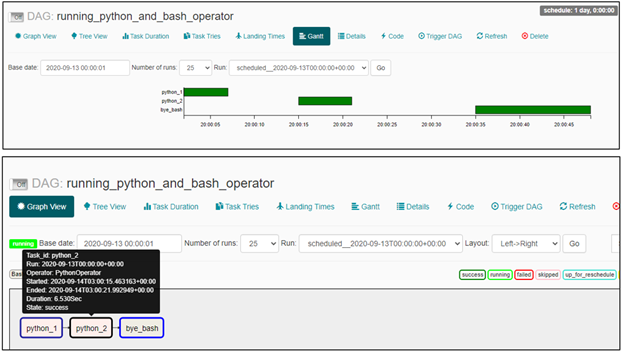 Off DAG: running_python_and_bash_operator
schedule: 1 day, 0:00:00
Graph View Tree View Task Duration Task Tries Landing Times Gantt Details Code Trigger DAG Refresh Delete
Base date: 2020-09-13 00:00:01 Number of runs: 25 Run: scheduled__2020-09-13T00:00:00+00:00 Go
python_1
python_2
bye_bash
20:00:05 20:00:10 20:00:15 20:00:20 20:00:25 20:00:30 20:00:35 20:00:40 20:00:45
Off DAG: running_python_and_bash_operator
Graph View Tree View Task Duration Task Tries Landing Times Gantt Details Code Trigger DAG Refresh
running Base date: 2020-09-13 00:00:01 Number of runs: 25 Run: scheduled__2020-09-13T00:00:00+00:00 Layout: Left->Right Go
Task_id: python_2
Run: 2020-09-13T00:00:00+00:00
Operator: PythonOperator
Started: 2020-09-14T03:00:15.463163+00:00
Ended: 2020-09-14T03:00:21.992949+00:00
Duration: 6.530Sec
State: success
Bas
success running failed skipped up_for_reschedule
python_1 python_2 bye_bash